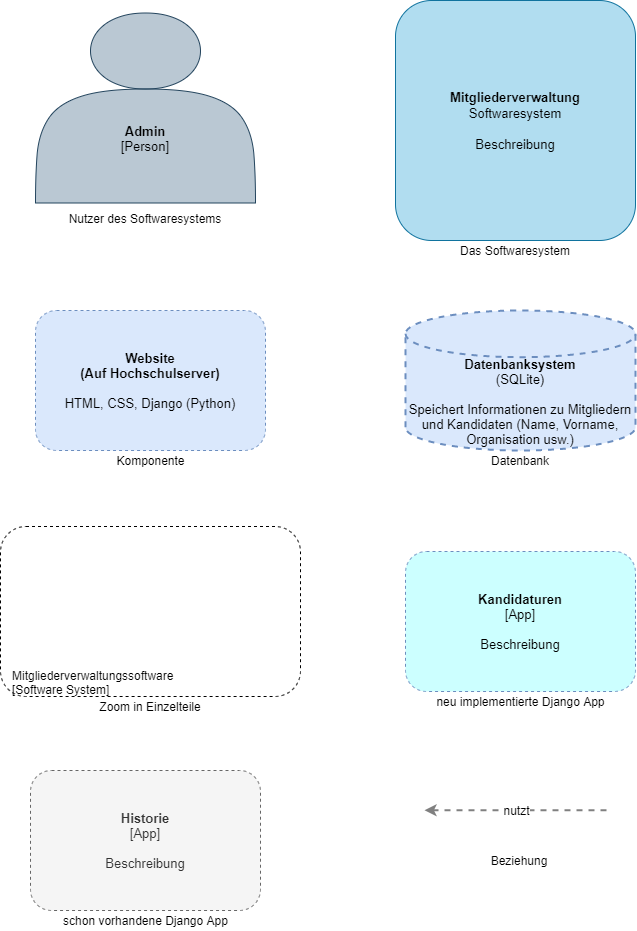 Admin
[Person]
Nutzer des Softwaresystems
Mitgliederverwaltung
Softwaresystem
Beschreibung
Das Softwaresystem
Website
(Auf Hochschulserver)
HTML, CSS, Django (Python)
Komponente
Datenbanksystem
(SQLite)
Speichert Informationen zu Mitgliedern
und Kandidaten (Name, Vorname,
Organisation usw.)
Datenbank
Mitgliederverwaltungssoftware
[Software System]
Zoom in Einzelteile
Kandidaturen
[App]
Beschreibung
neu implementierte Django App
Historie
[App]
Beschreibung
schon vorhandene Django App
nutzt
Beziehung